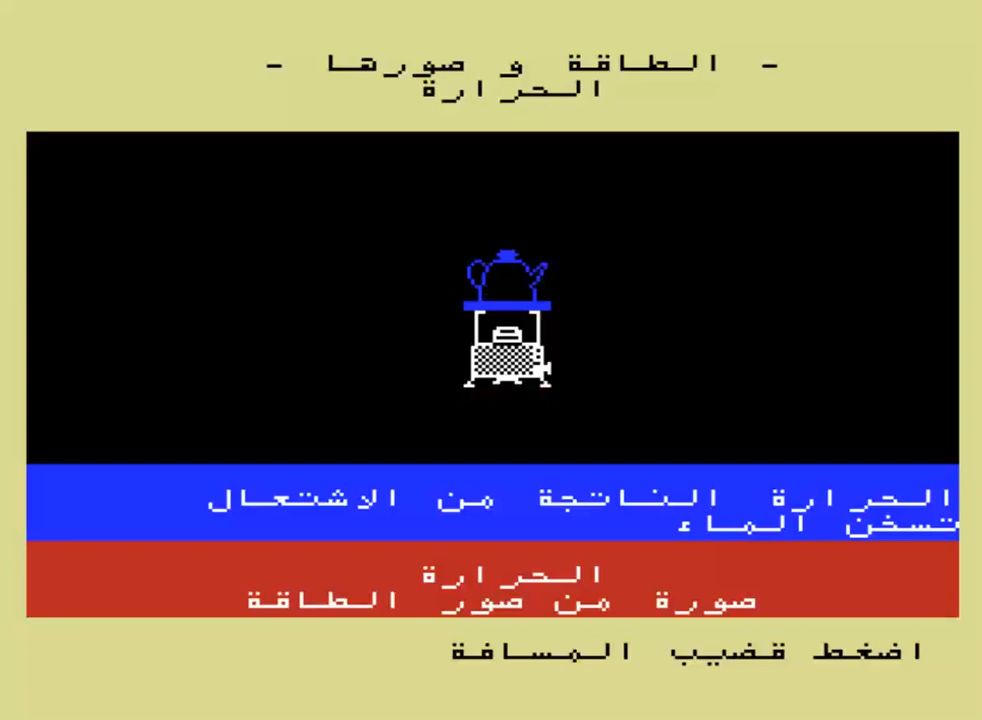 - الطاقة و صورها -
الحرارة
الحرارة الناتجة من الاشتعال
تسخن الماء
الحرارة
صورة من صور الطاقة
اضغط قضيب المسافة